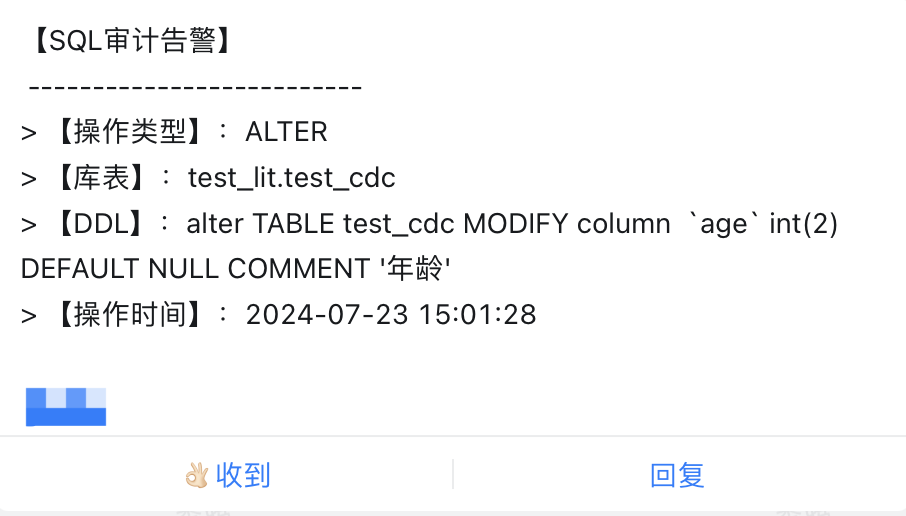 【SQL审计告警】
--------------------------
> 【操作类型】：ALTER
> 【库表】：test_lit.test_cdc
> 【DDL】：alter TABLE test_cdc MODIFY column `age` int(2)
DEFAULT NULL COMMENT '年龄'
> 【操作时间】：2024-07-23 15:01:28
👌🏻收到
回复